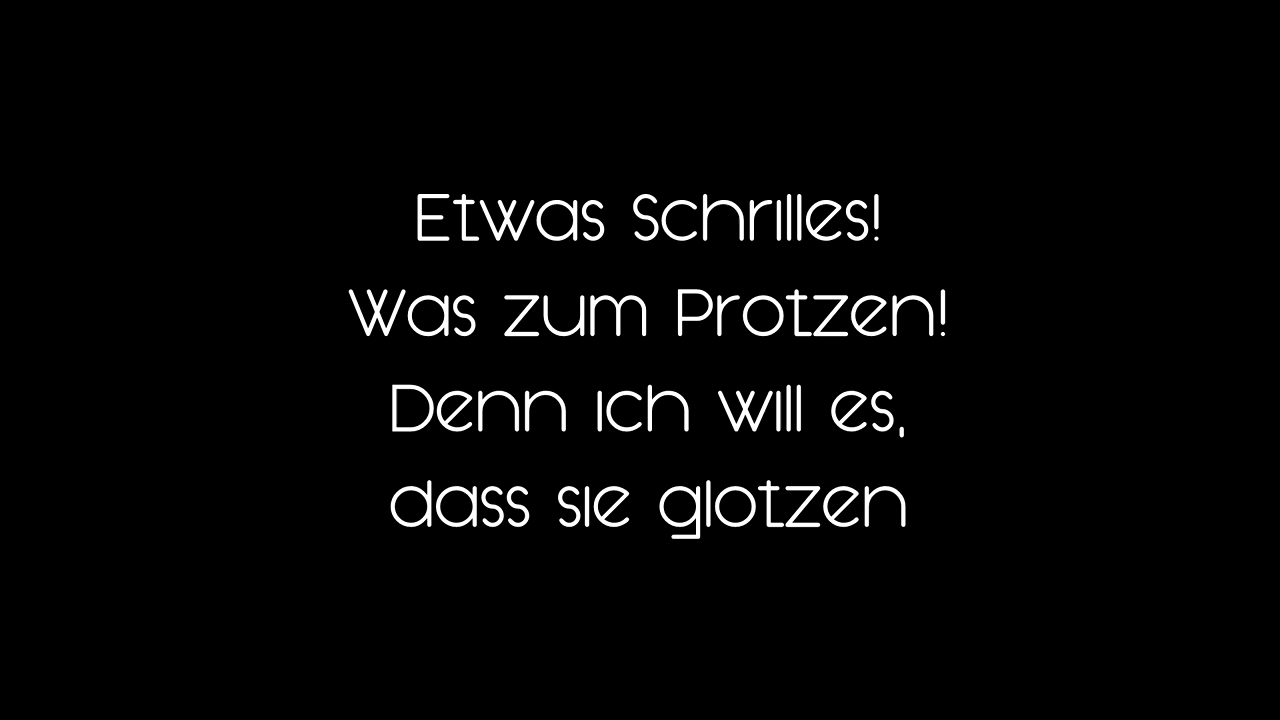 Etwas Schrilles!
Was zum Protzen!
Denn ich will es,
dass sie glotzen